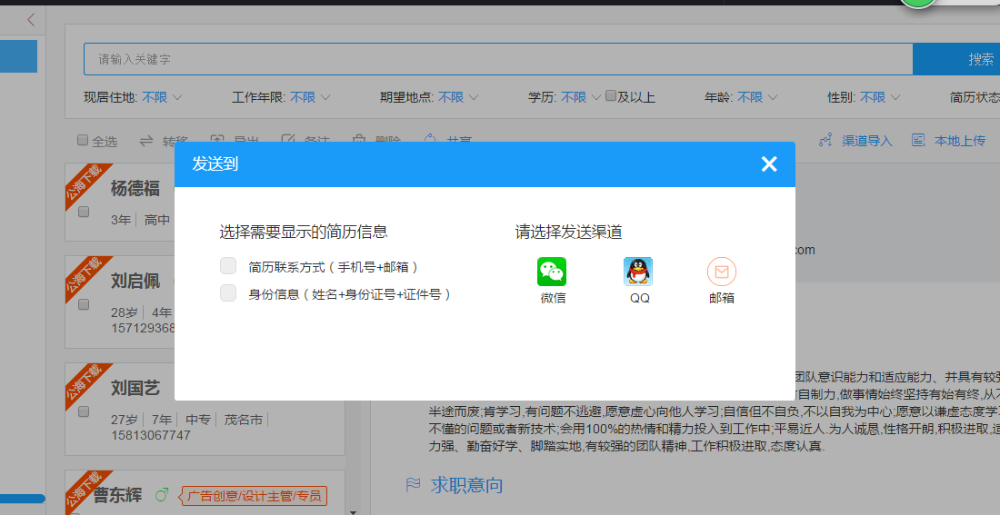 请输入关键字
搜索
现居住地: 不限 工作年限: 不限 期望地点: 不限 学历: 不限 及以上 年龄: 不限 性别: 不限 简历状态
全选 转移 导出 备注 删除 共享 渠道导入 本地上传
发送到
选择需要显示的简历信息
简历联系方式（手机号+邮箱）
身份信息（姓名+身份证号+证件号）
请选择发送渠道
微信 QQ 邮箱
公海下载
杨德福
3年 高中
公海下载
刘启佩
28岁 4年
157129368
公海下载
刘国艺
27岁 7年 中专 茂名市
15813067747
公海下载
曹东辉 广告创意/设计主管/专员
com
团队意识能力和适应能力、并具有较强
自制力,做事情始终坚持有始有终,从不
半途而废;肯学习,有问题不逃避,愿意虚心向他人学习;自信但不自负,不以自我为中心;愿意以谦虚态度学习
不懂的问题或者新技术;会用100%的热情和精力投入到工作中;平易近人.为人诚恳,性格开朗,积极进取,适
力强、勤奋好学、脚踏实地,有较强的团队精神,工作积极进取,态度认真.
求职意向